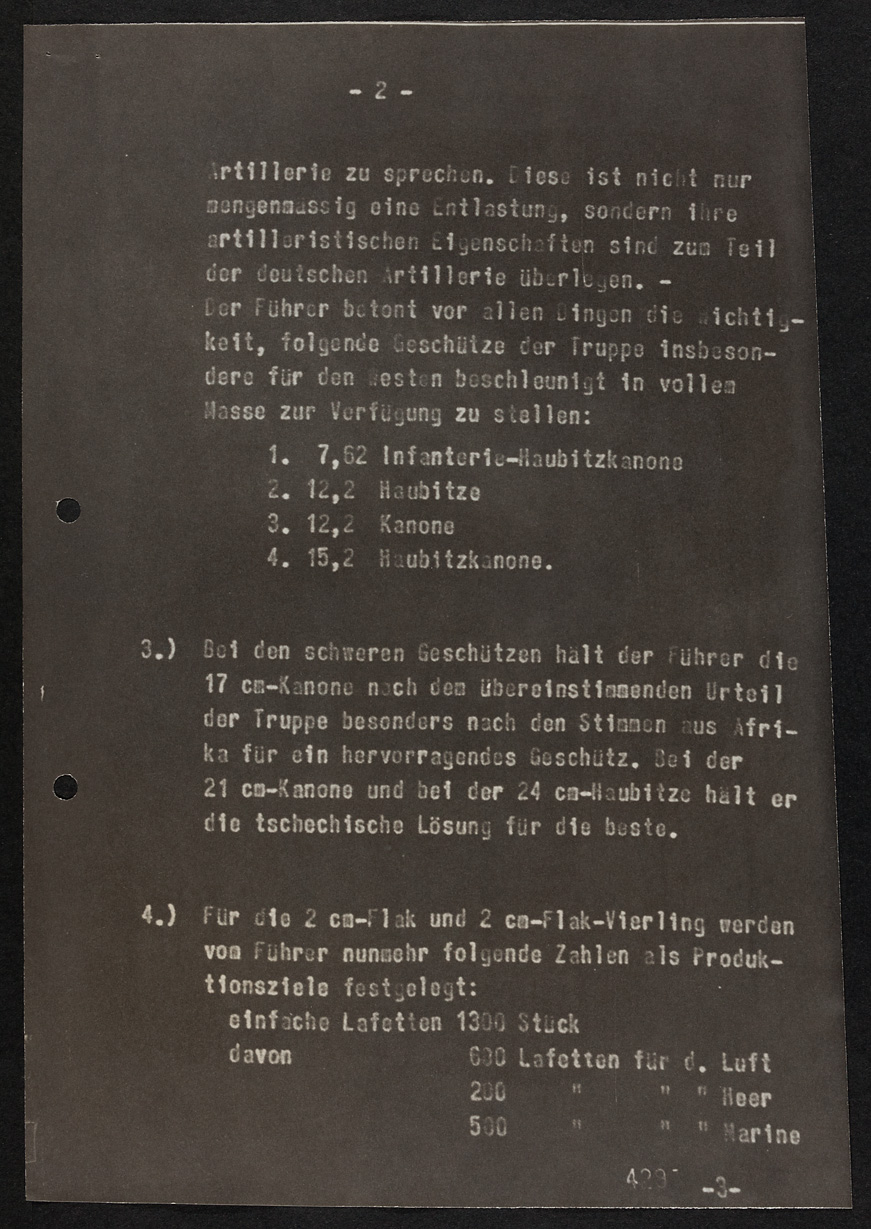 - 2 -
Artillerie zu sprechen. Diese ist nicht nur
mengenmassig eine Entlastung, sondern ihre
artilleristischen Eigenschaften sind zum Teil
der deutschen Artillerie überlegen. -
Der Führer betont vor allen Dingen die Wichtig-
keit, folgende Geschütze der Truppe insbeson-
dere für den Westen beschleunigt in vollem
Masse zur Verfügung zu stellen:
1. 7,62 Infanterie-Haubitzkanone
2. 12,2 Haubitze
3. 12,2 Kanone
4. 15,2 Haubitzkanone.
3.) Bei den schweren Geschützen hält der Führer die
17 cm-Kanone nach dem übereinstimmenden Urteil
der Truppe besonders nach den Stimmen aus Afri-
ka für ein hervorragendes Geschütz. Bei der
21 cm-Kanone und bei der 24 cm-Haubitze hält er
die tschechische Lösung für die beste.
4.) Für die 2 cm-Flak und 2 cm-Flak-Vierling werden
vom Führer nunmehr folgende Zahlen als Produk-
tionsziele festgelegt:
einfache Lafetten 1300 Stück
davon 600 Lafetten für d. Luft
200 " " " Heer
500 " " " Marine
-3-